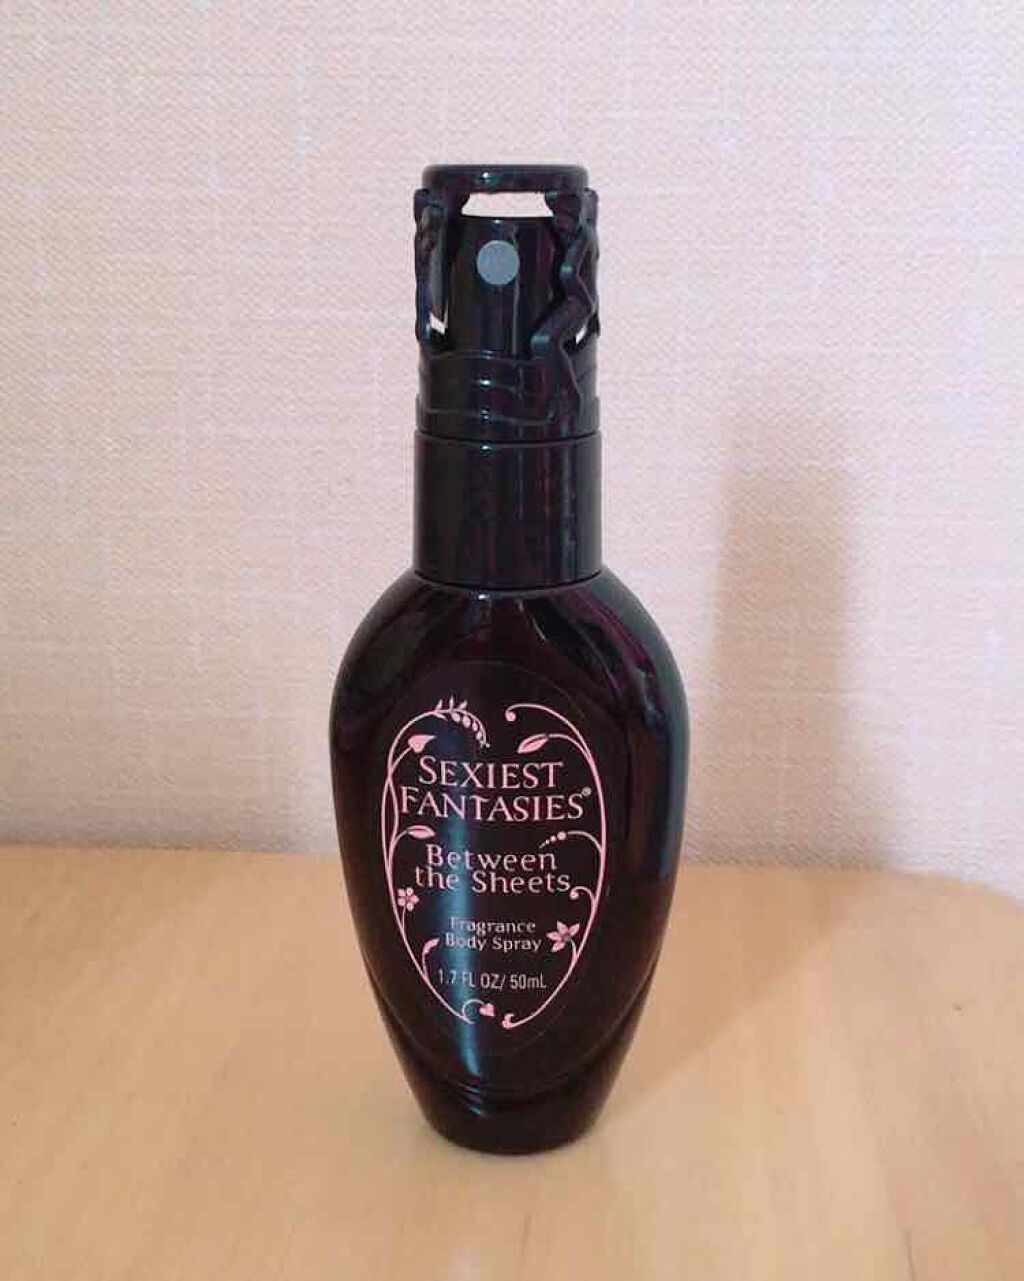 SEXIEST
FANTASIES®
Between
the Sheets
Fragrance
Body Spray
1.7 FL OZ/ 50mL